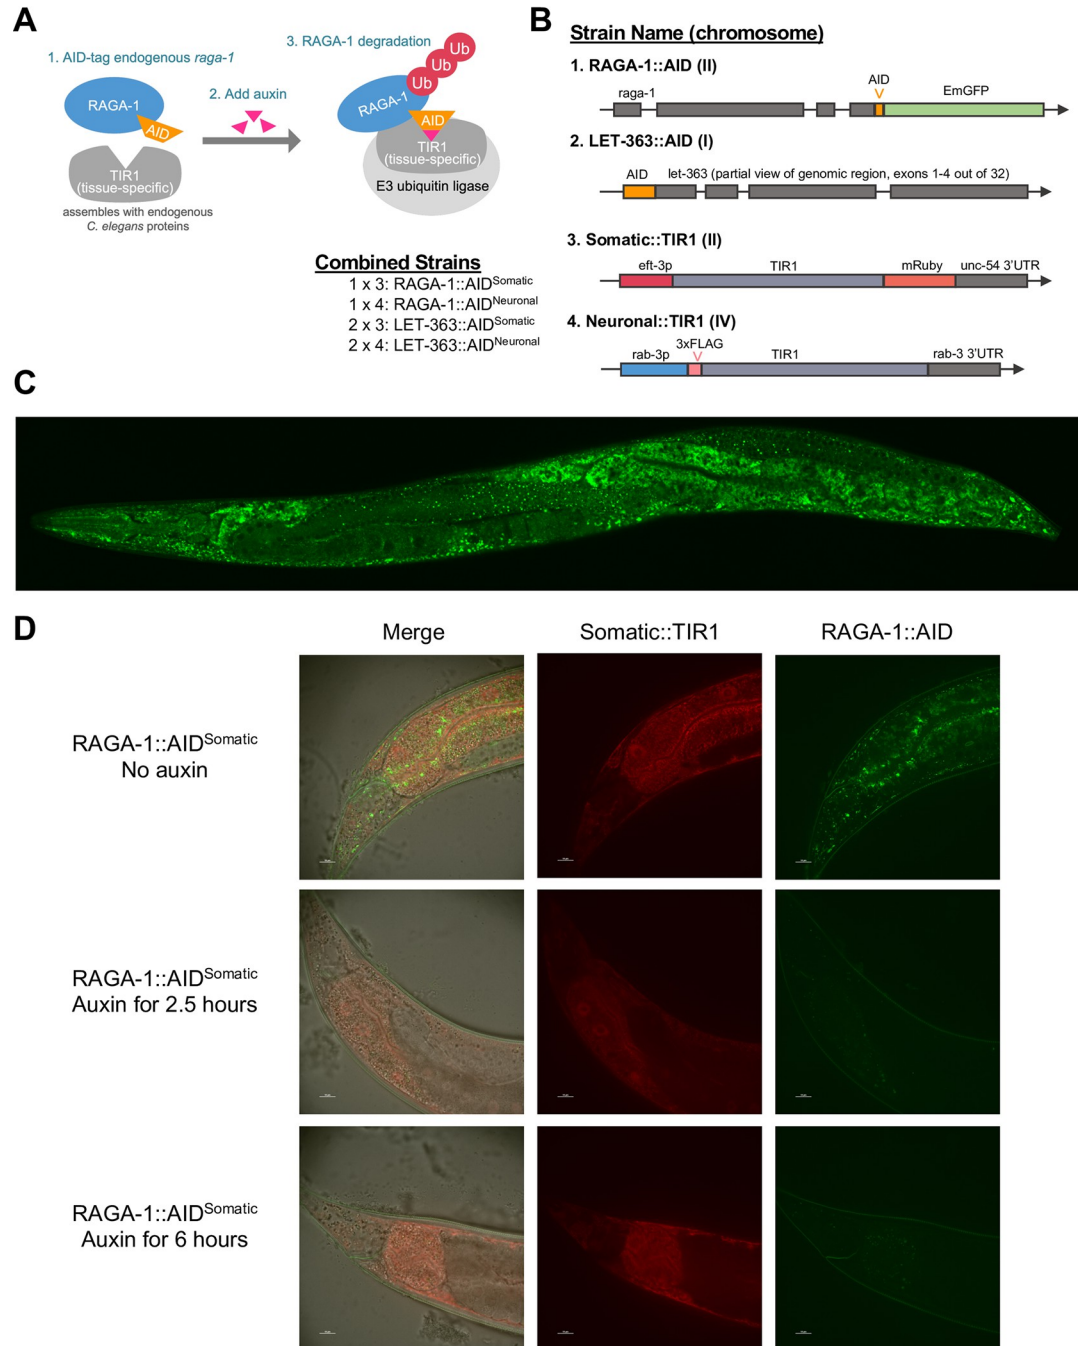 A
1. AID-tag endogenous raga-1
RAGA-1
AID
TIR1
(tissue-specific)
assembles with endogenous
C. elegans proteins
2. Add auxin
3. RAGA-1 degradation
Ub
Ub
Ub
RAGA-1
AID
TIR1
(tissue-specific)
E3 ubiquitin ligase
Combined Strains
1 x 3: RAGA-1::AIDSomatic
1 x 4: RAGA-1::AIDNeuronal
2 x 3: LET-363::AIDSomatic
2 x 4: LET-363::AIDNeuronal
B
Strain Name (chromosome)
1. RAGA-1::AID (II)
raga-1
AID
EmGFP
2. LET-363::AID (I)
AID
let-363 (partial view of genomic region, exons 1-4 out of 32)
3. Somatic::TIR1 (II)
eft-3p
TIR1
mRuby
unc-54 3'UTR
4. Neuronal::TIR1 (IV)
3xFLAG
rab-3p
TIR1
rab-3 3'UTR
C
D
Merge
Somatic::TIR1
RAGA-1::AID
RAGA-1::AIDSomatic
No auxin
RAGA-1::AIDSomatic
Auxin for 2.5 hours
RAGA-1::AIDSomatic
Auxin for 6 hours